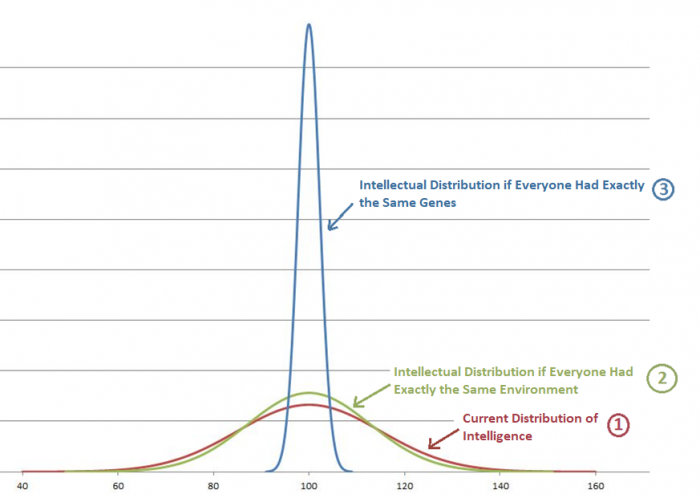 Intellectual Distribution if Everyone Had Exactly
the Same Genes
3
Intellectual Distribution if Everyone Had
Exactly the Same Environment
2
Current Distribution of
Intelligence
1
40 60 80 100 120 140 160